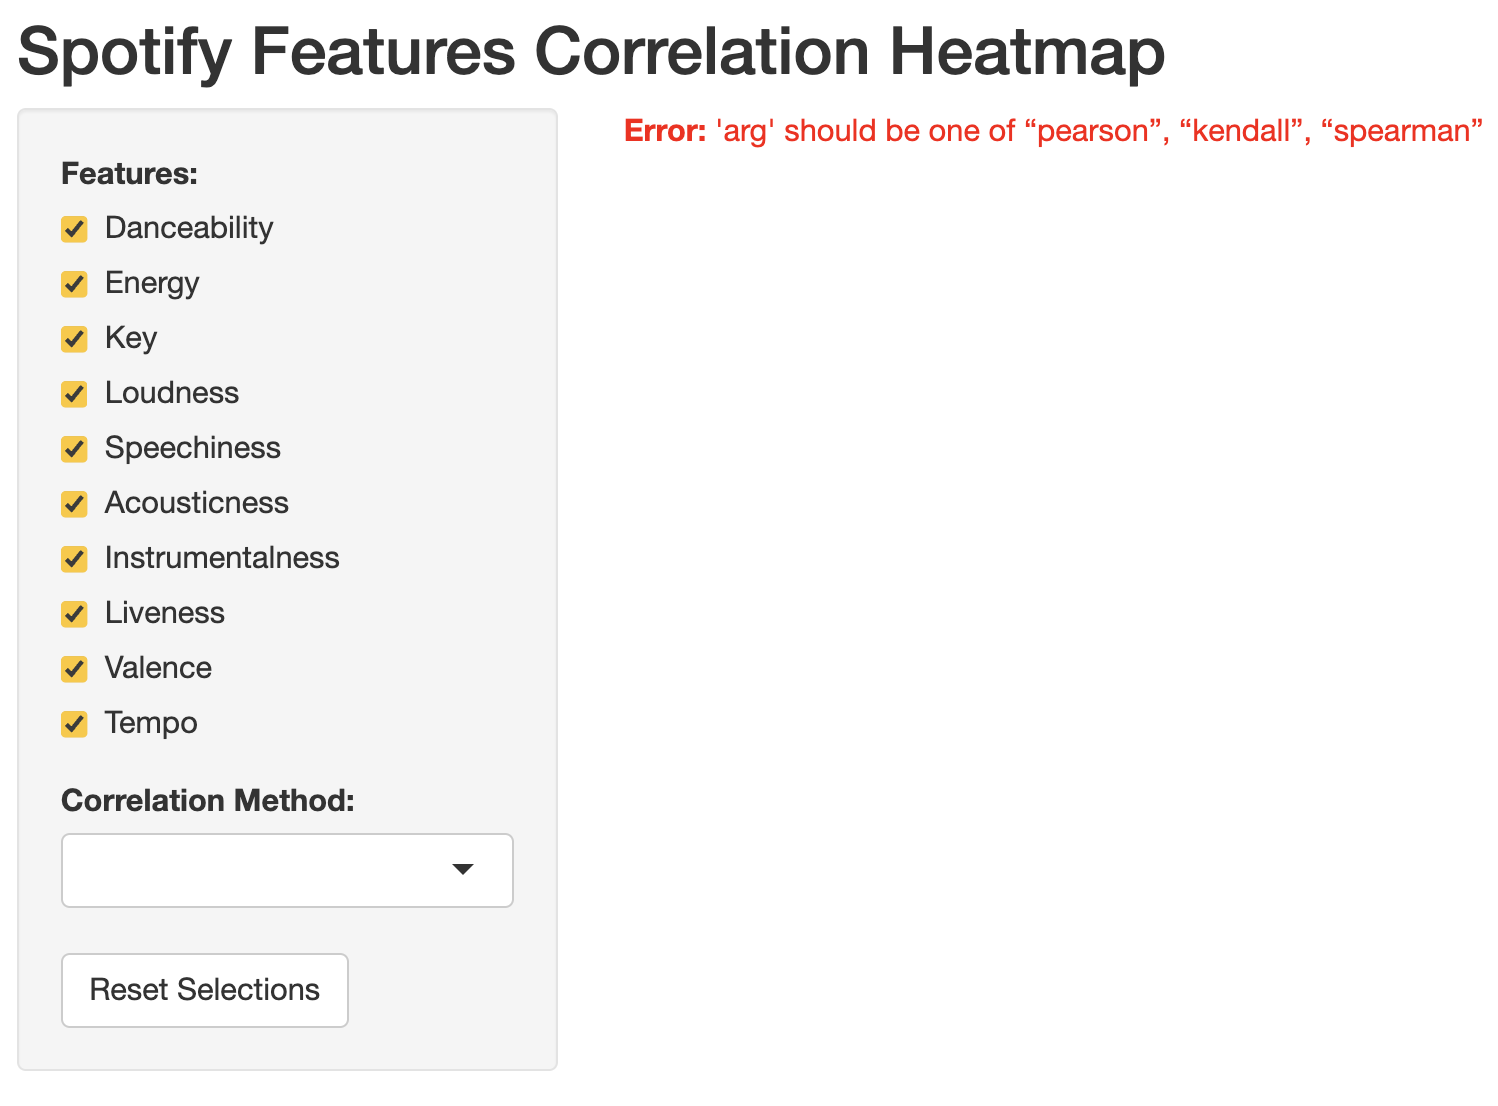 Spotify Features Correlation Heatmap
Error: 'arg' should be one of “pearson”, “kendall”, “spearman”
Features:
Danceability
Energy
Key
Loudness
Speechiness
Acousticness
Instrumentalness
Liveness
Valence
Tempo
Correlation Method:
Reset Selections